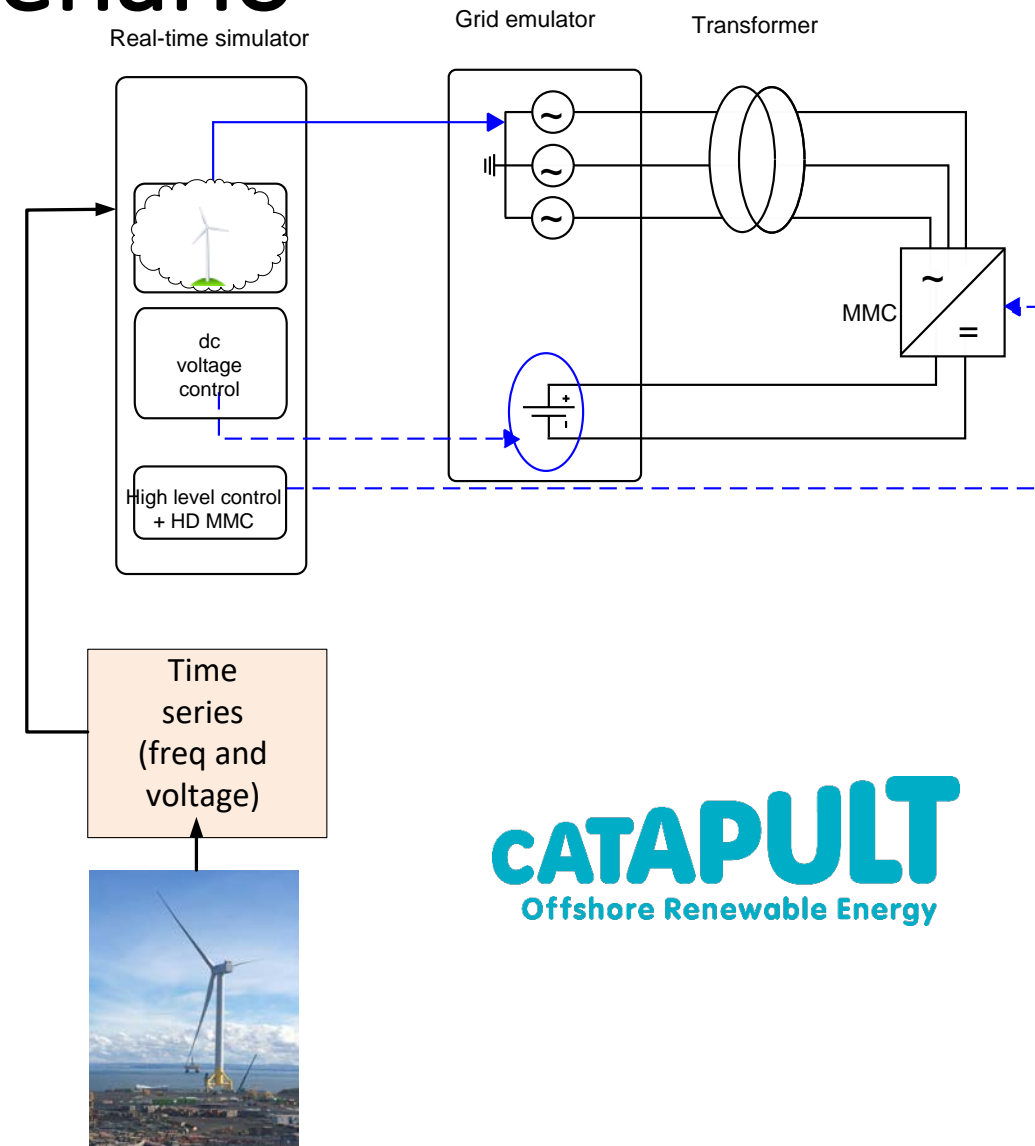 Real-time simulator
Grid emulator
Transformer
~
~
~
dc
voltage
control
+
-
MMC
~
=
High level control
+ HD MMC
Time
series
(freq and
voltage)
CATAPULT
Offshore Renewable Energy